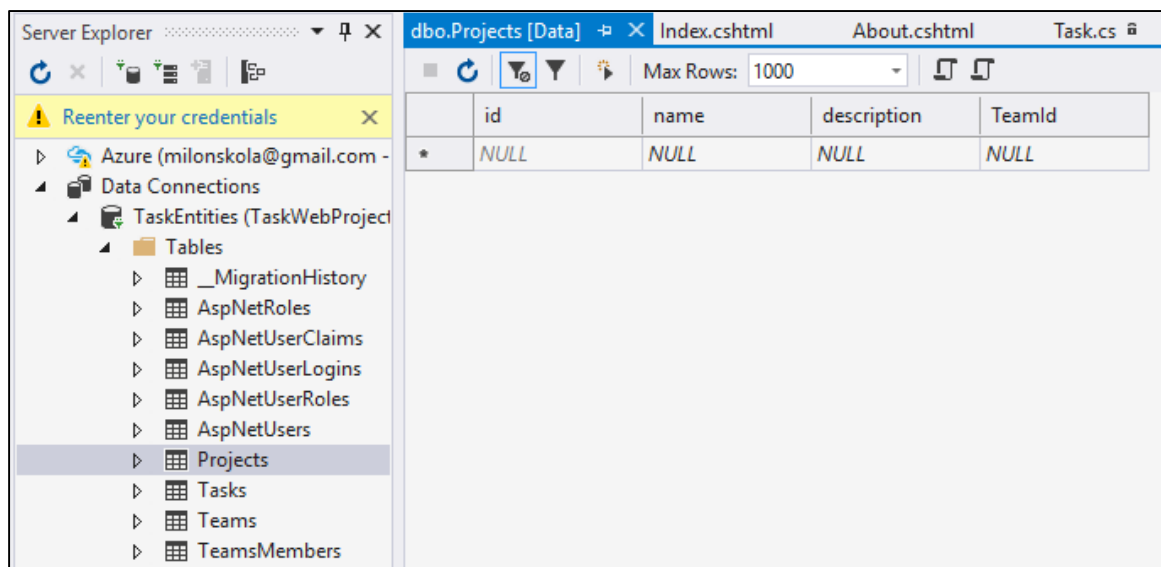 Server Explorer
Reenter your credentials
Azure (milonskola@gmail.com -
Data Connections
TaskEntities (TaskWebProject
Tables
__MigrationHistory
AspNetRoles
AspNetUserClaims
AspNetUserLogins
AspNetUserRoles
AspNetUsers
Projects
Tasks
Teams
TeamsMembers
dbo.Projects [Data] Index.cshtml About.cshtml Task.cs
Max Rows: 1000
id name description TeamId
NULL NULL NULL NULL